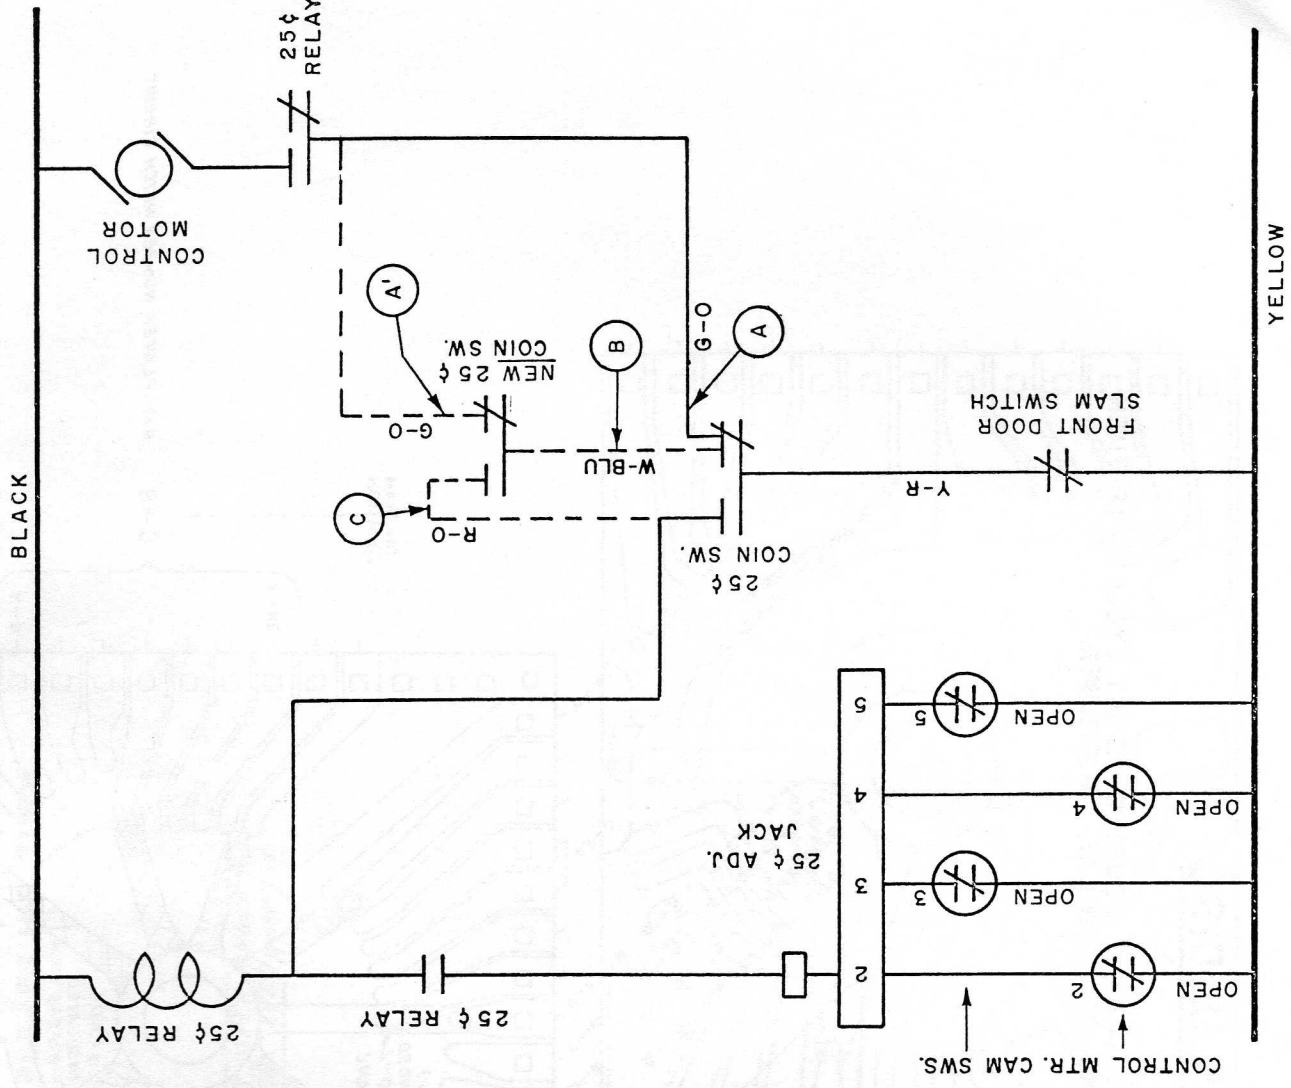 BLACK
25¢
RELAY
CONTROL
MOTOR
A'
G-O
NEW 25¢
COIN SW.
B
W-BLU
G-O
A
C
R-O
25¢
COIN SW.
Y-R
FRONT DOOR
SLAM SWITCH
YELLOW
25¢ RELAY
25¢ RELAY
25¢ ADJ.
JACK
5
5
OPEN
4
4
OPEN
3
3
OPEN
2
2
OPEN
CONTROL MTR. CAM SWS.